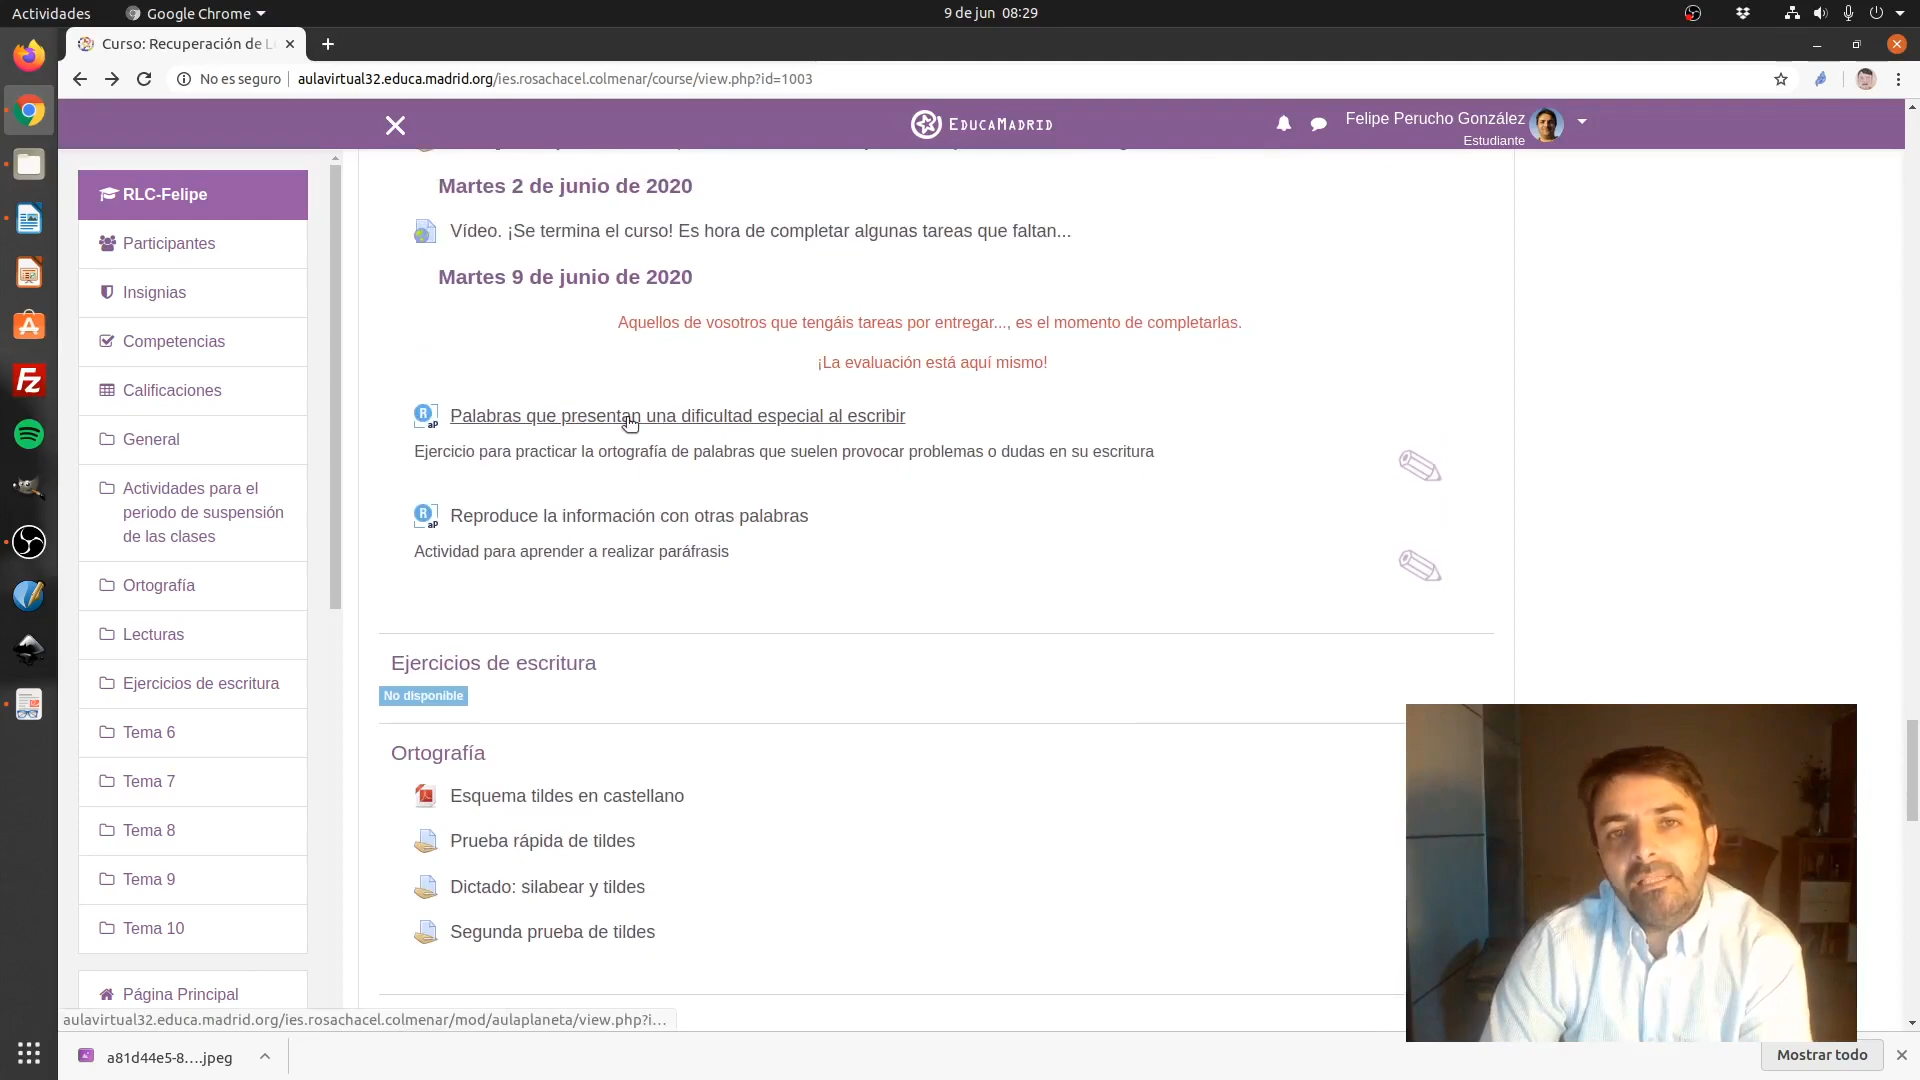 Actividades
Google Chrome
9 de jun 08:29
Curso: Recuperación de L
No es seguro
aulavirtual32.educa.madrid.org/ies.rosachacel.colmenar/course/view.php?id=1003
EDUCAMADRID
Felipe Perucho González
Estudiante
RLC-Felipe
Participantes
Insignias
Competencias
Calificaciones
General
Actividades para el
periodo de suspensión
de las clases
Ortografía
Lecturas
Ejercicios de escritura
Tema 6
Tema 7
Tema 8
Tema 9
Tema 10
Página Principal
Martes 2 de junio de 2020
Vídeo. ¡Se termina el curso! Es hora de completar algunas tareas que faltan...
Martes 9 de junio de 2020
Aquellos de vosotros que tengáis tareas por entregar..., es el momento de completarlas.
¡La evaluación está aquí mismo!
R
aP
Palabras que presentan una dificultad especial al escribir
Ejercicio para practicar la ortografía de palabras que suelen provocar problemas o dudas en su escritura
R
aP
Reproduce la información con otras palabras
Actividad para aprender a realizar paráfrasis
Ejercicios de escritura
No disponible
Ortografía
Esquema tildes en castellano
Prueba rápida de tildes
Dictado: silabear y tildes
Segunda prueba de tildes
aulavirtual32.educa.madrid.org/ies.rosachacel.colmenar/mod/aulaplaneta/view.php?i...
a81d44e5-8....jpeg
Mostrar todo